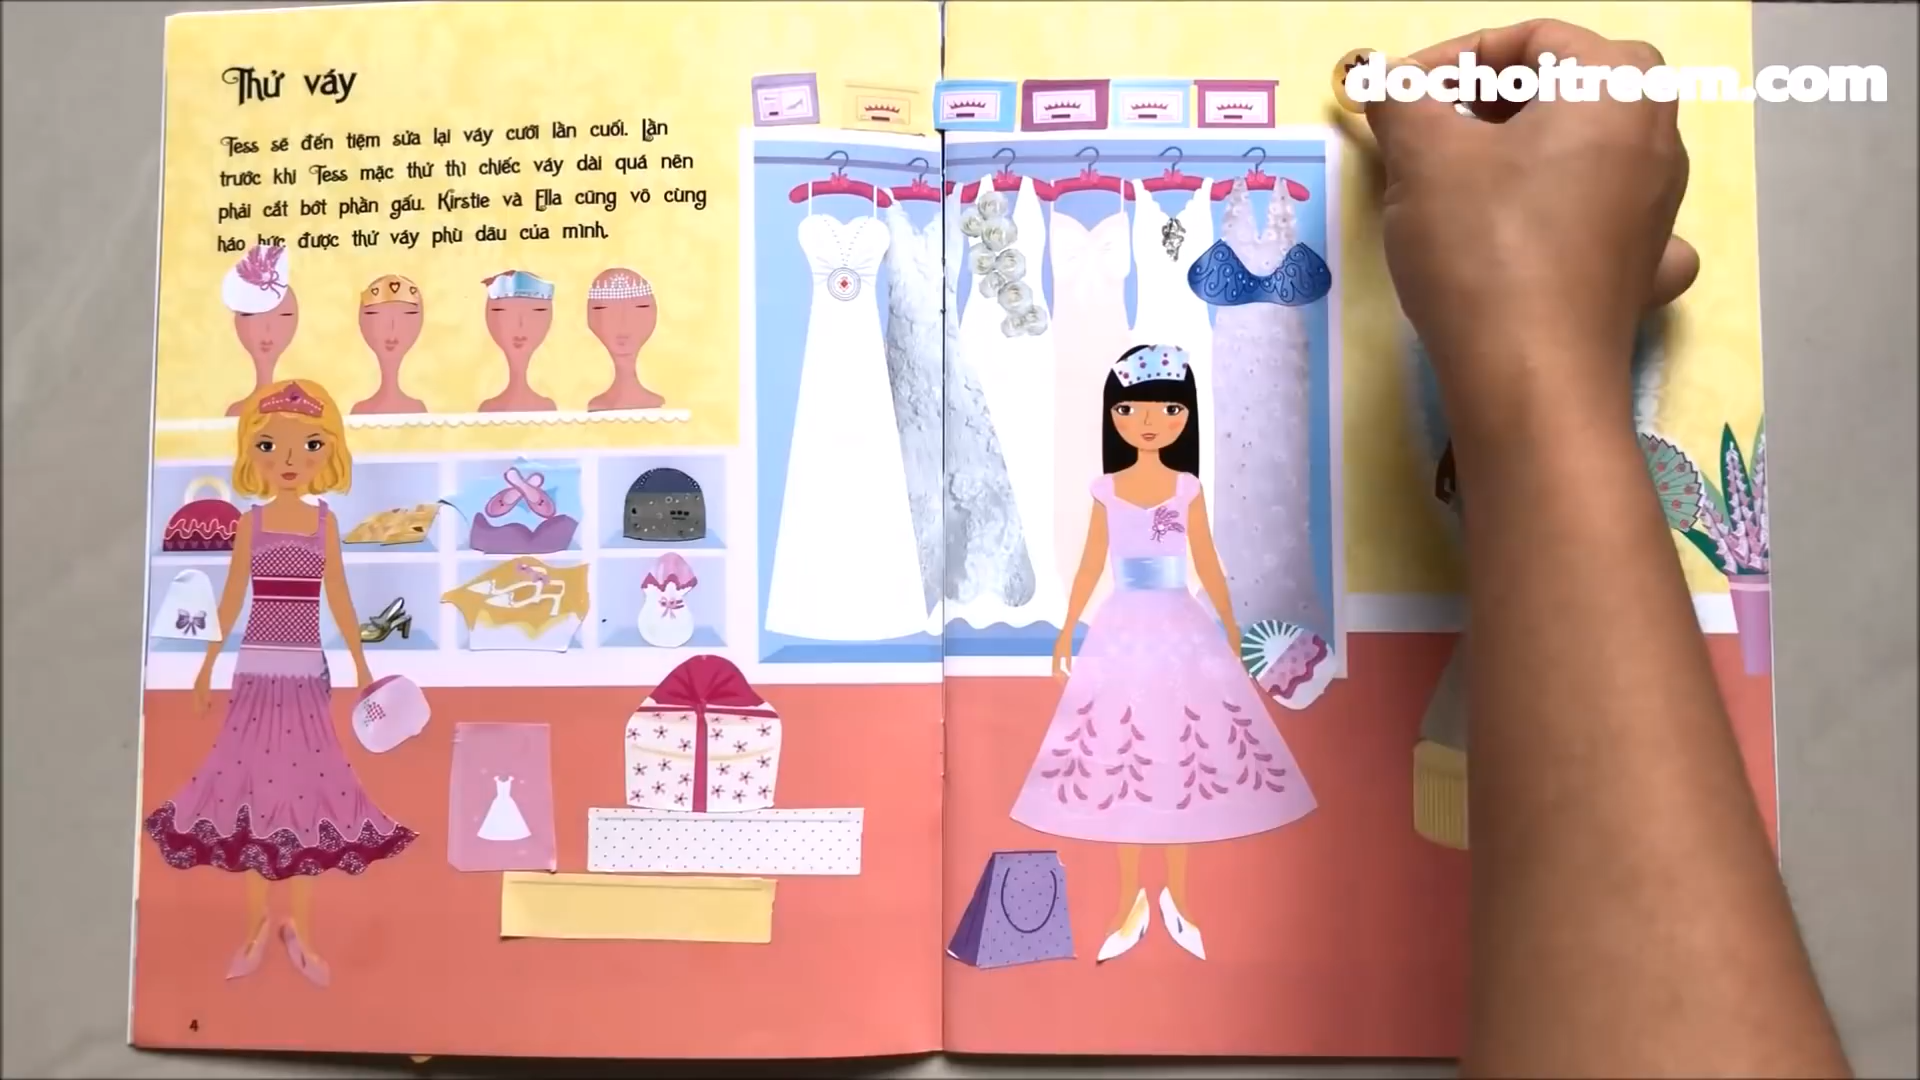 Thử váy
dochoitreem.com
Tess sẽ đến tiệm sửa lại váy cưới lần cuối. Lần
trước khi Tess mặc thử thì chiếc váy dài quá nên
phải cắt bớt phần gấu. Kirstie và Ella cũng vô cùng
háo hức được thử váy phù dâu của mình.
4